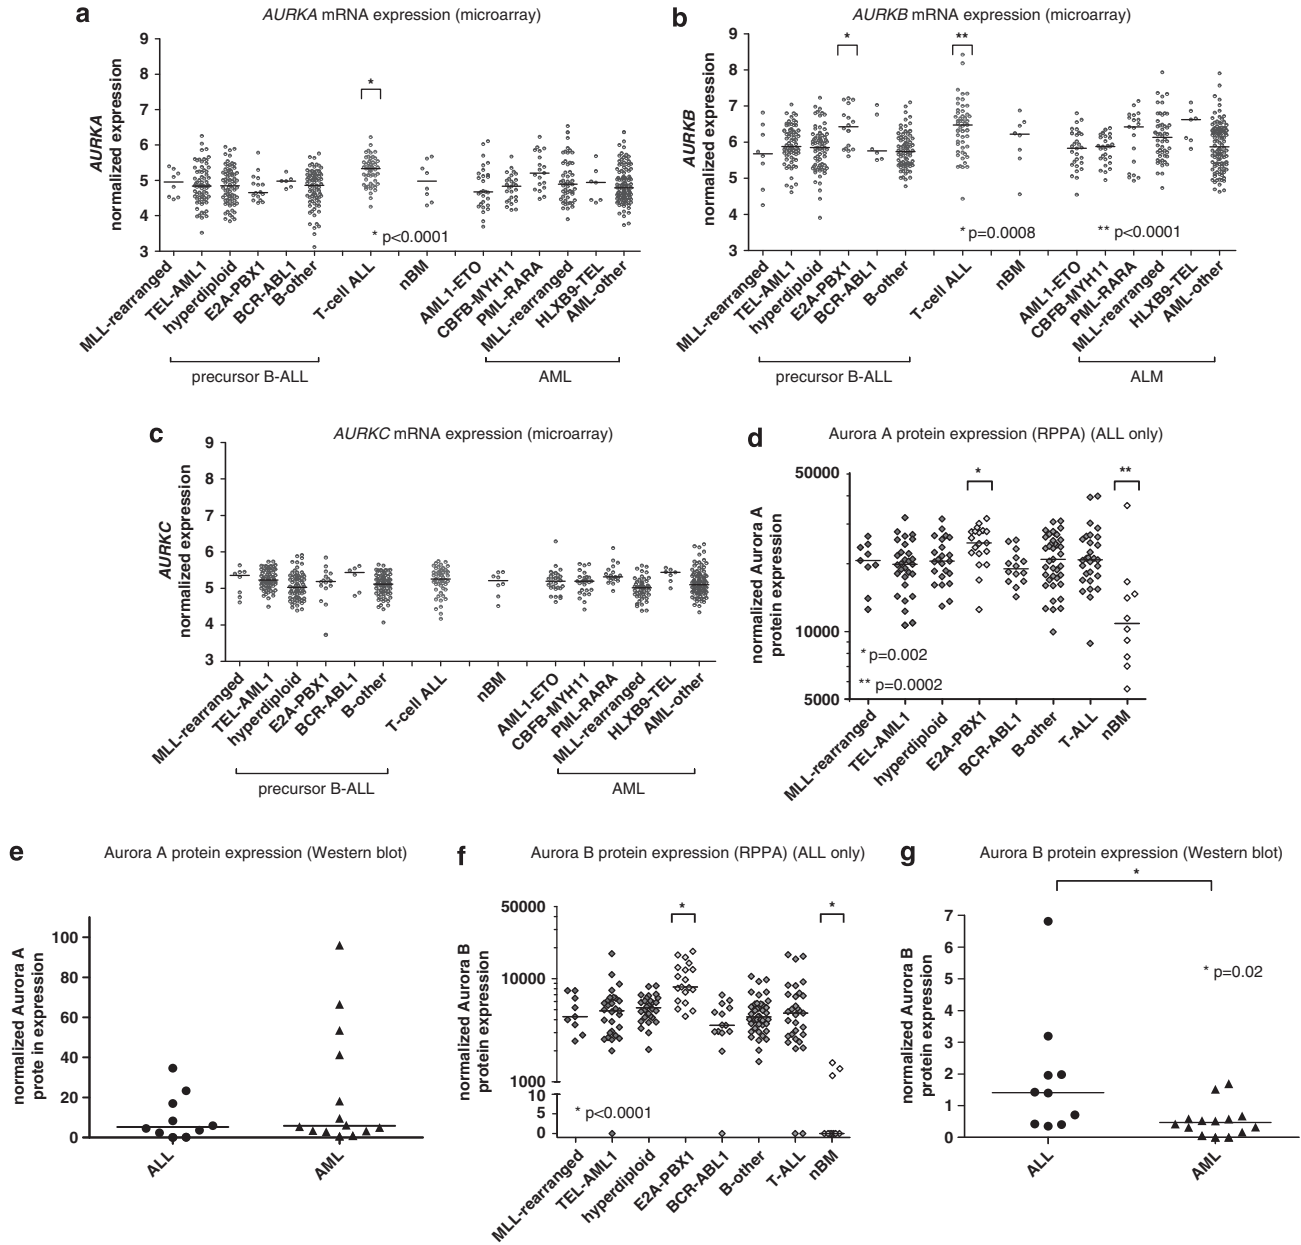 a
AURKA mRNA expression (microarray)
AURKA
normalized expression
9
8
7
6
5
4
3
*
* p<0.0001
MLL-rearranged
TEL-AML1
hyperdiploid
E2A-PBX1
BCR-ABL1
B-other
T-cell ALL
nBM
AML1-ETO
CBFB-MYH11
PML-RARA
MLL-rearranged
HLXB9-TEL
AML-other
precursor B-ALL
AML
b
AURKB mRNA expression (microarray)
AURKB
normalized expression
9
8
7
6
5
4
3
*
**
* p=0.0008
** p<0.0001
MLL-rearranged
TEL-AML1
hyperdiploid
E2A-PBX1
BCR-ABL1
B-other
T-cell ALL
nBM
AML1-ETO
CBFB-MYH11
PML-RARA
MLL-rearranged
HLXB9-TEL
AML-other
precursor B-ALL
ALM
c
AURKC mRNA expression (microarray)
AURKC
normalized expression
9
8
7
6
5
4
3
MLL-rearranged
TEL-AML1
hyperdiploid
E2A-PBX1
BCR-ABL1
B-other
T-cell ALL
nBM
AML1-ETO
CBFB-MYH11
PML-RARA
MLL-rearranged
HLXB9-TEL
AML-other
precursor B-ALL
AML
d
Aurora A protein expression (RPPA) (ALL only)
normalized Aurora A
protein expression
50000
10000
5000
*
**
* p=0.002
** p=0.0002
MLL-rearranged
TEL-AML1
hyperdiploid
E2A-PBX1
BCR-ABL1
B-other
T-ALL
nBM
e
Aurora A protein expression (Western blot)
normalized Aurora A
prote in expression
100
80
60
40
20
0
ALL
AML
f
Aurora B protein expression (RPPA) (ALL only)
normalized Aurora B
protein expression
50000
10000
1000
10
5
0
*
*
* p<0.0001
MLL-rearranged
TEL-AML1
hyperdiploid
E2A-PBX1
BCR-ABL1
B-other
T-ALL
nBM
g
Aurora B protein expression (Western blot)
normalized Aurora B
protein expression
7
6
5
4
3
2
1
0
*
* p=0.02
ALL
AML